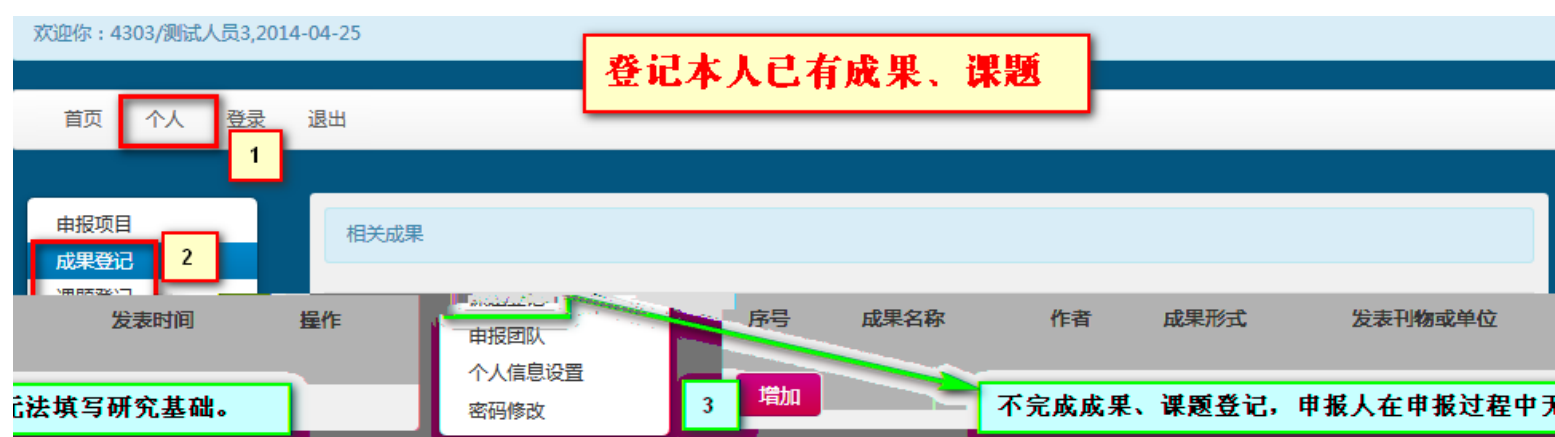 欢迎你：4303/测试人员3,2014-04-25
登记本人已有成果、课题
首页 个人 登录 退出
1
申报项目
成果登记
2
相关成果
课题登记
发表时间 操作
序号 成果名称 作者 成果形式 发表刊物或单位
申报团队
个人信息设置
密码修改
3
增加
不完成成果、课题登记，申报人在申报过程中无
法填写研究基础。